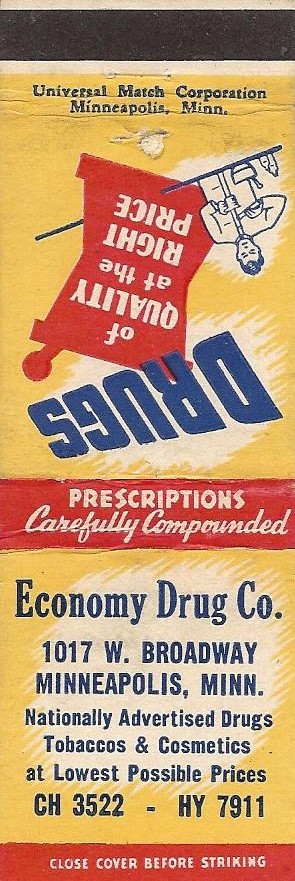 Universal Match Corporation
Minneapolis, Minn.
DRUGS
of
QUALITY
at the
RIGHT
PRICE
PRESCRIPTIONS
Carefully Compounded
Economy Drug Co.
1017 W. BROADWAY
MINNEAPOLIS, MINN.
Nationally Advertised Drugs
Tobaccos & Cosmetics
at Lowest Possible Prices
CH 3522 - HY 7911
CLOSE COVER BEFORE STRIKING